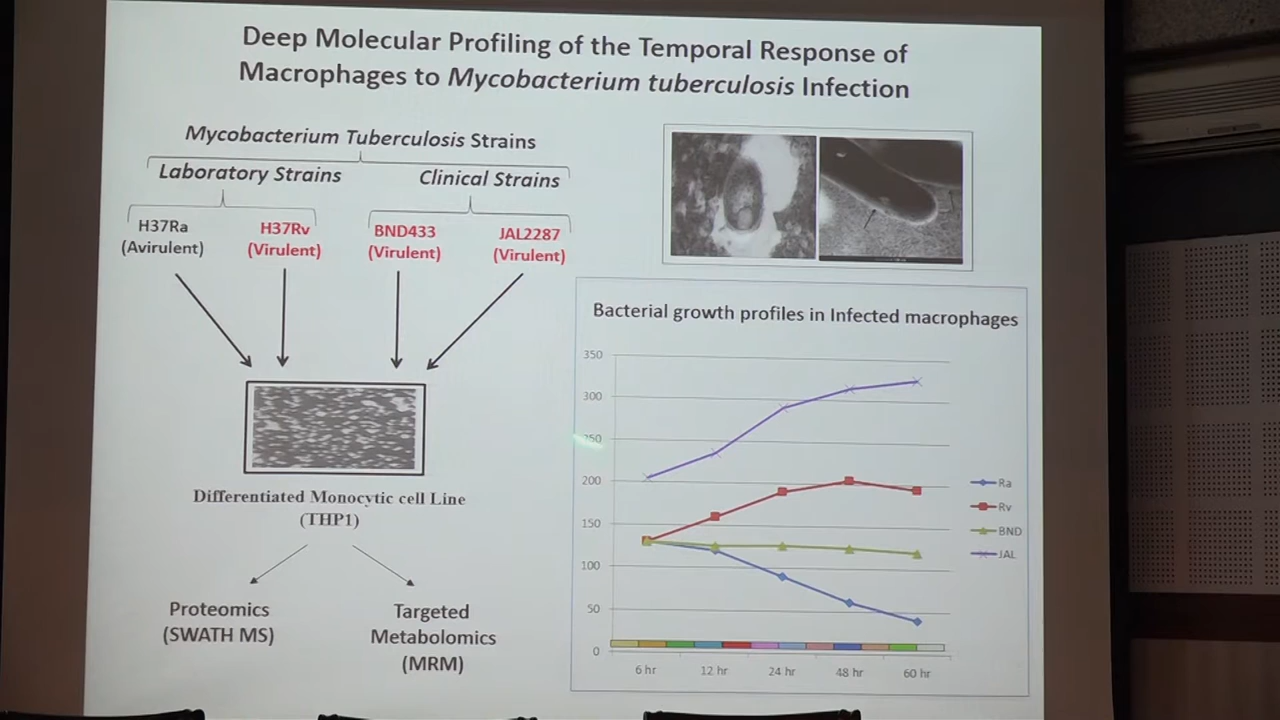 Deep Molecular Profiling of the Temporal Response of
Macrophages to Mycobacterium tuberculosis Infection
Mycobacterium Tuberculosis Strains
Laboratory Strains
Clinical Strains
H37Ra
(Avirulent)
H37Rv
(Virulent)
BND433
(Virulent)
JAL2287
(Virulent)
Differentiated Monocytic cell Line
(THP1)
Proteomics
(SWATH MS)
Targeted
Metabolomics
(MRM)
Bacterial growth profiles in Infected macrophages
350
300
250
200
150
100
50
0
6 hr
12 hr
24 hr
48 hr
60 hr
Ra
Rv
BND
JAL